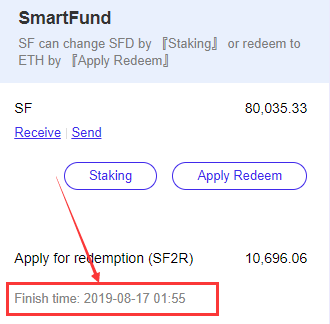 SmartFund
SF can change SFD by 『Staking』 or redeem to
ETH by 『Apply Redeem』
SF 80,035.33
Receive | Send
Staking Apply Redeem
Apply for redemption (SF2R) 10,696.06
Finish time: 2019-08-17 01:55